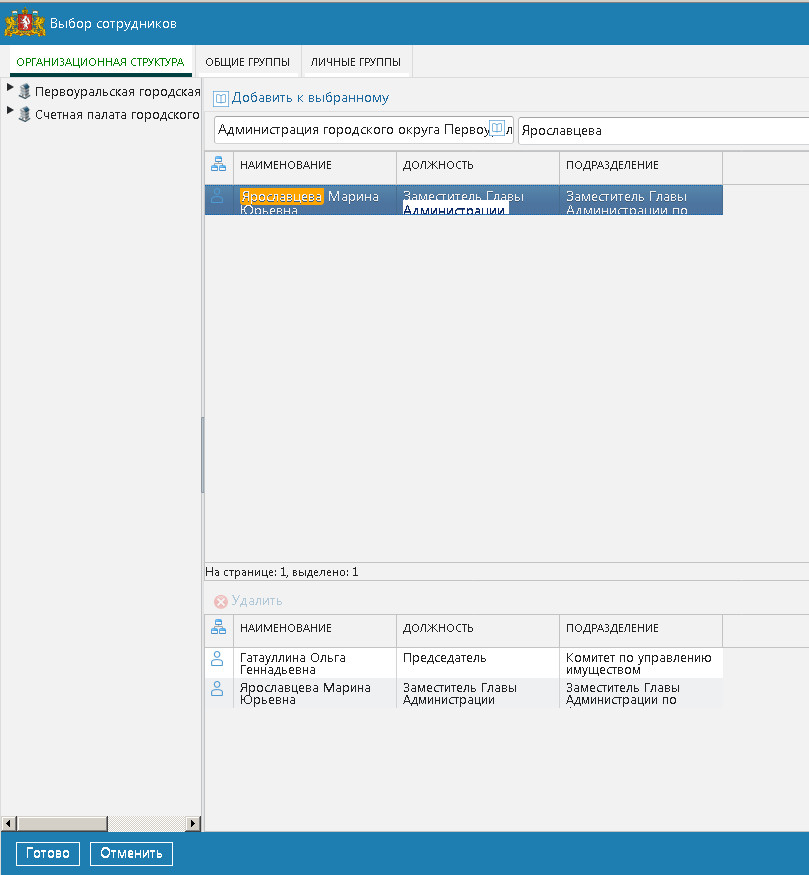 Выбор сотрудников
ОРГАНИЗАЦИОННАЯ СТРУКТУРА ОБЩИЕ ГРУППЫ ЛИЧНЫЕ ГРУППЫ
Первоуральская городская
Счетная палата городского
Добавить к выбранному
Администрация городского округа Первоу л Ярославцева
НАИМЕНОВАНИЕ ДОЛЖНОСТЬ ПОДРАЗДЕЛЕНИЕ
Ярославцева Марина Заместитель Главы Заместитель Главы
Юрьевна Администрации Администрации по
На странице: 1, выделено: 1
Удалить
НАИМЕНОВАНИЕ ДОЛЖНОСТЬ ПОДРАЗДЕЛЕНИЕ
Гатауллина Ольга Председатель Комитет по управлению
Геннадьевна имуществом
Ярославцева Марина Заместитель Главы Заместитель Главы
Юрьевна Администрации Администрации по
Готово Отменить